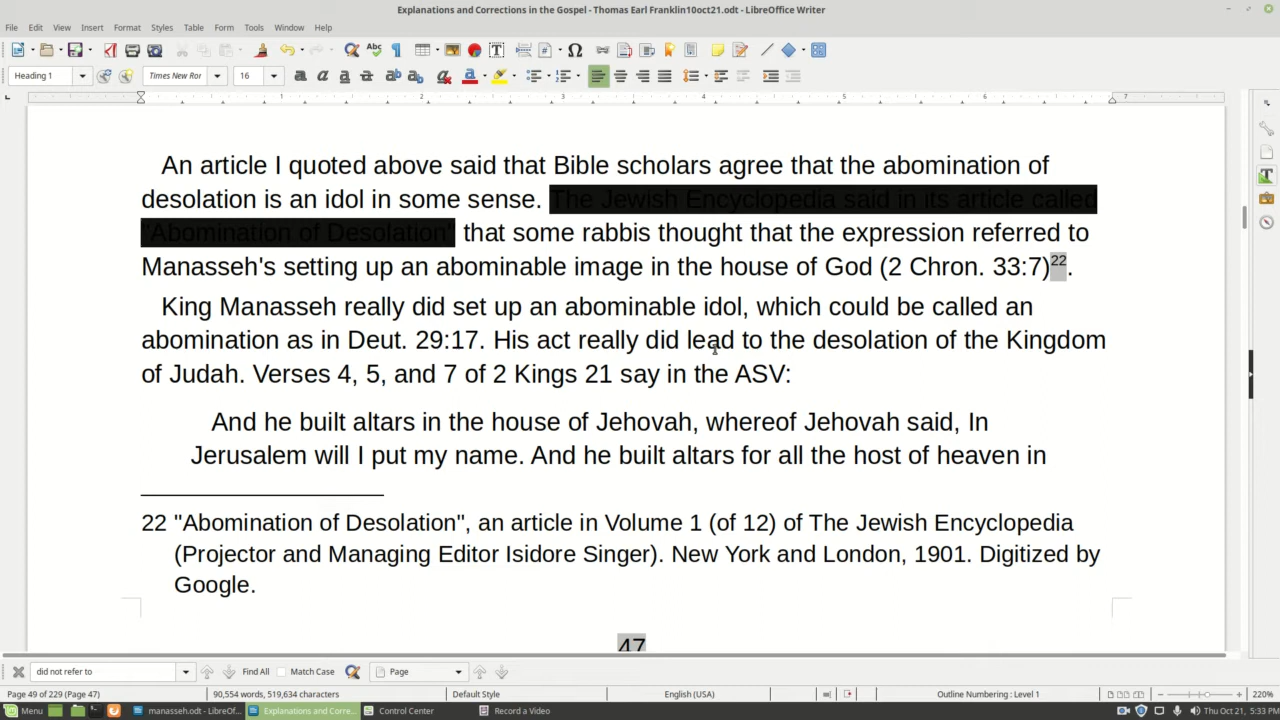 Explanations and Corrections in the Gospel - Thomas Earl Franklin10oct21.odt - LibreOffice Writer
File Edit View Insert Format Styles Table Form Tools Window Help
Heading 1 Times New Ror 16
1 2 3 4 5 6 7
An article I quoted above said that Bible scholars agree that the abomination of
desolation is an idol in some sense. The Jewish Encyclopedia said in its article called
"Abomination of Desolation" that some rabbis thought that the expression referred to
Manasseh's setting up an abominable image in the house of God (2 Chron. 33:7)22.
King Manasseh really did set up an abominable idol, which could be called an
abomination as in Deut. 29:17. His act really did lead to the desolation of the Kingdom
of Judah. Verses 4, 5, and 7 of 2 Kings 21 say in the ASV:
And he built altars in the house of Jehovah, whereof Jehovah said, In
Jerusalem will I put my name. And he built altars for all the host of heaven in
22 "Abomination of Desolation", an article in Volume 1 (of 12) of The Jewish Encyclopedia
(Projector and Managing Editor Isidore Singer). New York and London, 1901. Digitized by
Google.
47
did not refer to Find All Match Case Page
Page 49 of 229 (Page 47) 90,554 words, 519,634 characters Default Style English (USA) Outline Numbering : Level 1 220%
Menu manasseh.odt - LibreOf... Explanations and Corre... Control Center Record a Video Thu Oct 21, 5:33 PM